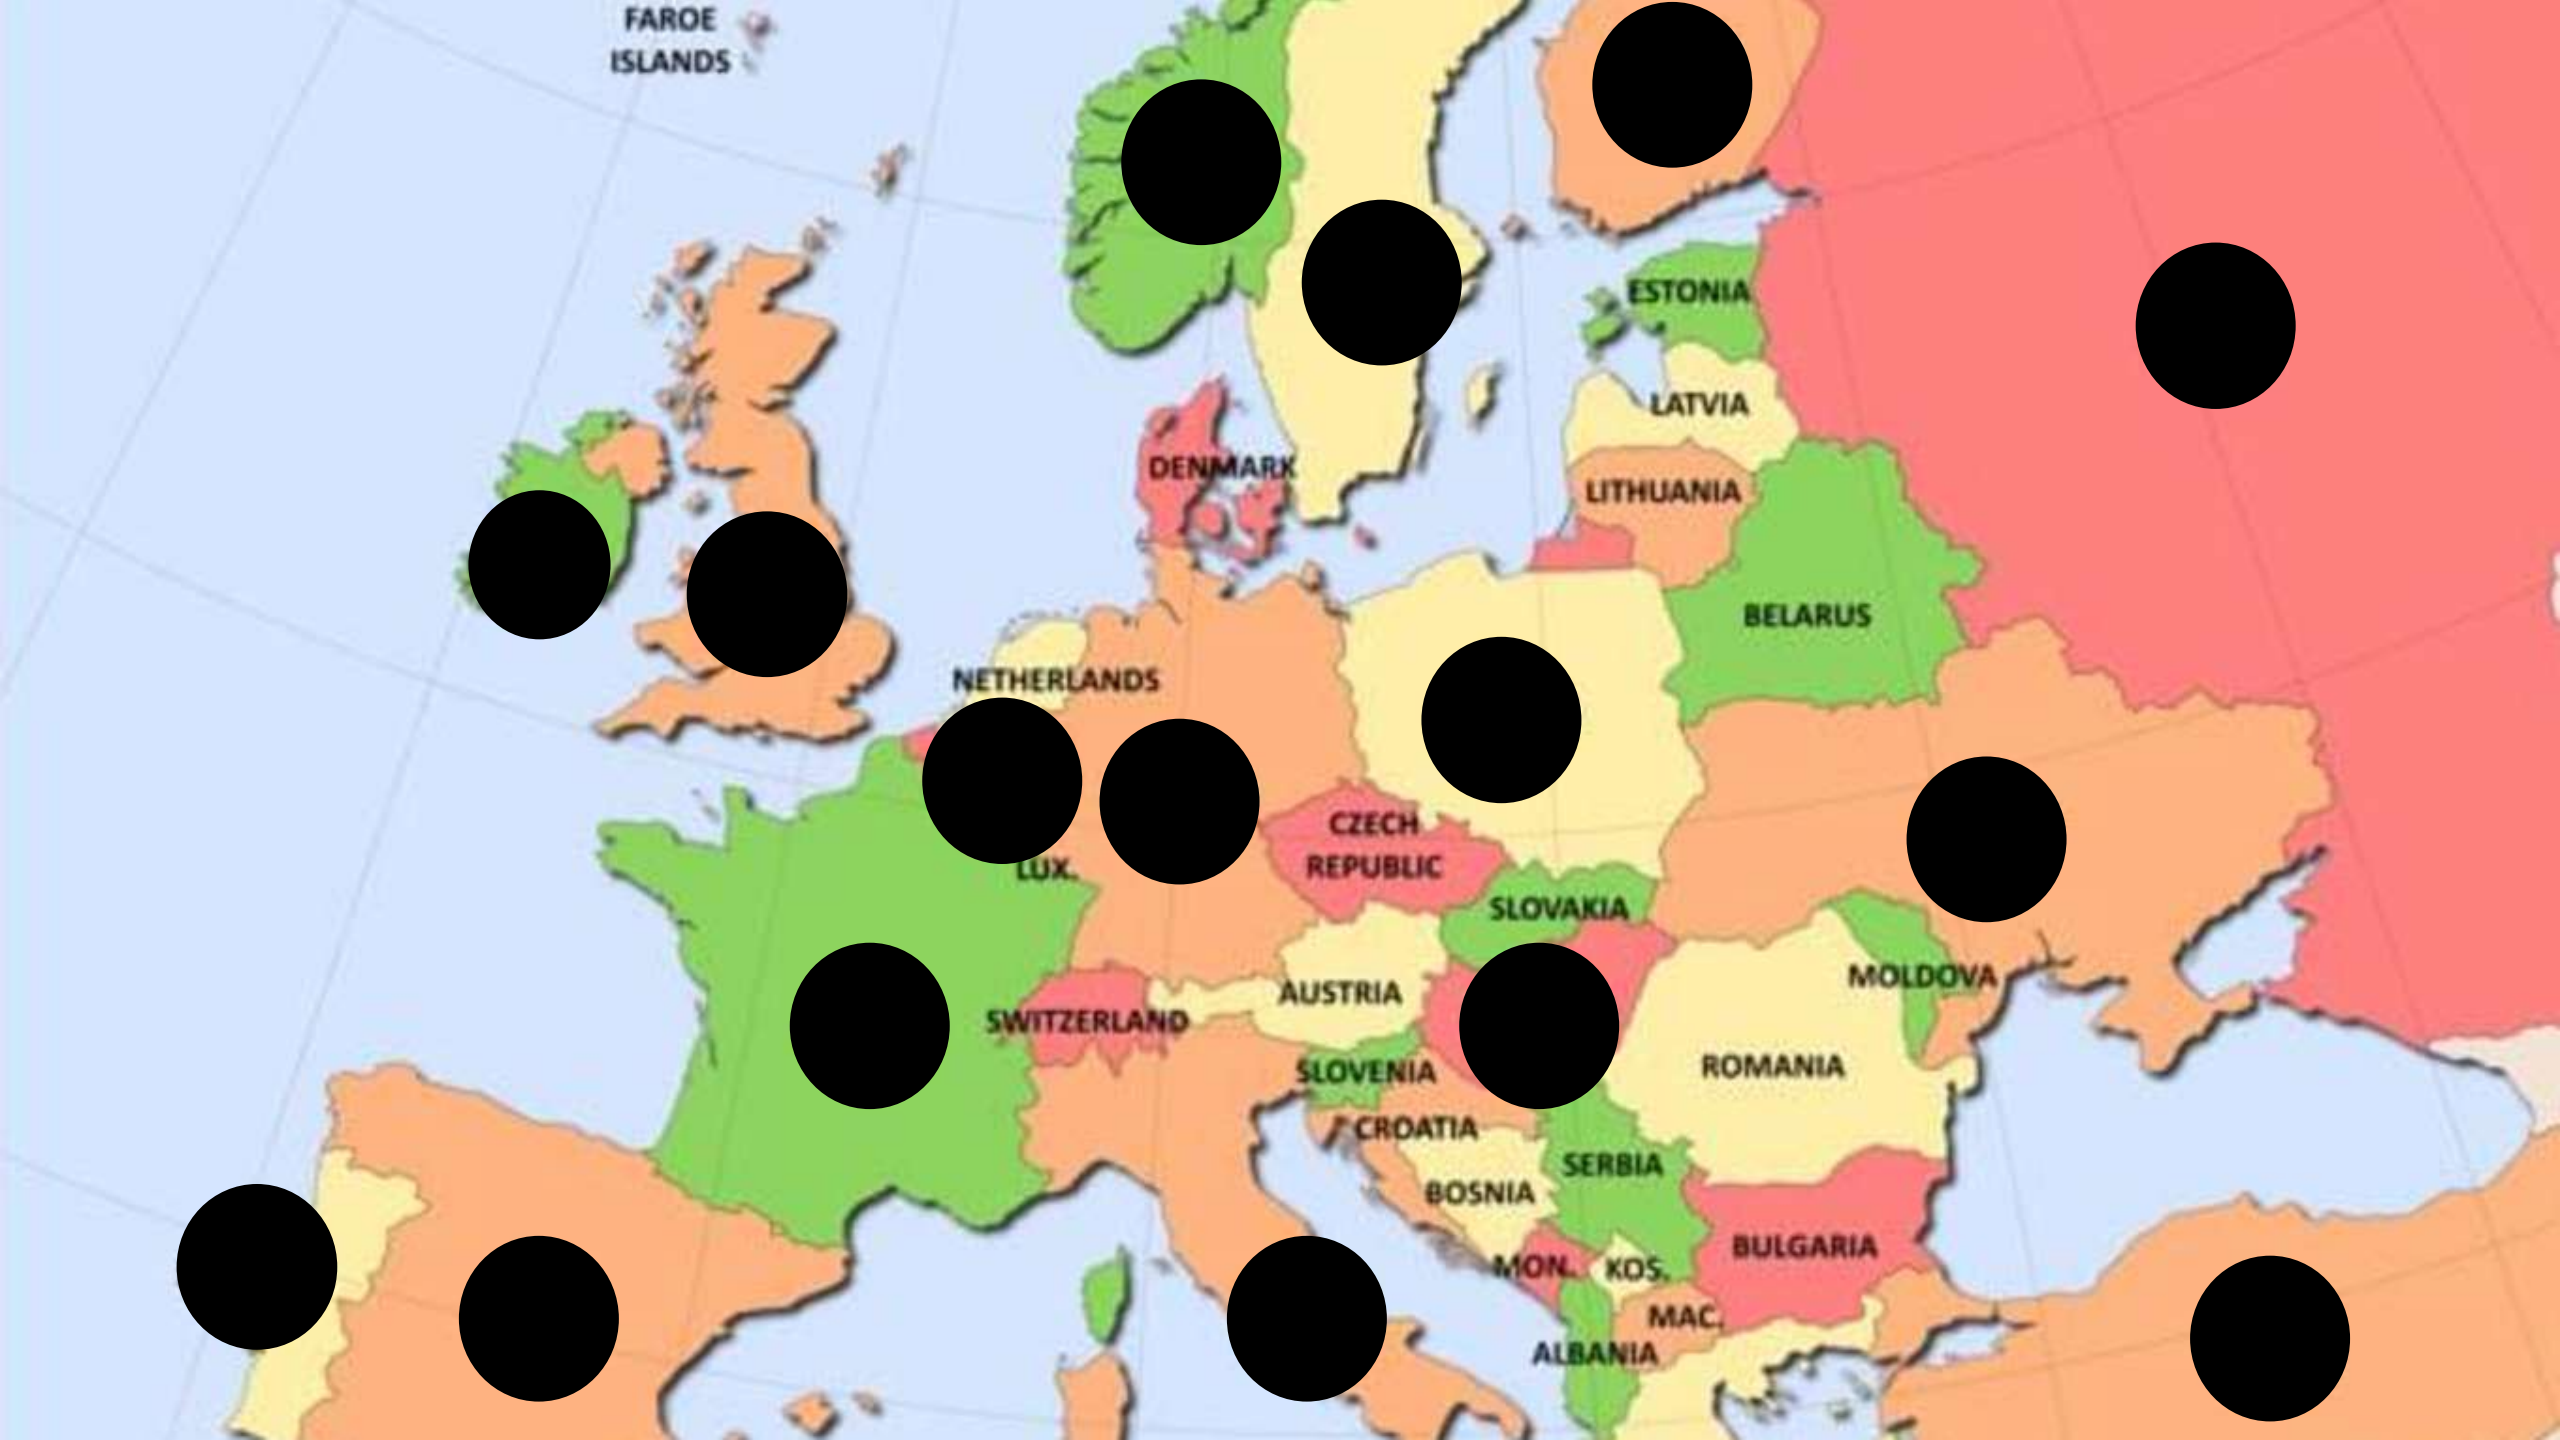 FAROE
ISLANDS
ESTONIA
LATVIA
DENMARK
LITHUANIA
BELARUS
NETHERLANDS
CZECH
REPUBLIC
LUX.
SLOVAKIA
MOLDOVA
AUSTRIA
SWITZERLAND
ROMANIA
SLOVENIA
CROATIA
SERBIA
BOSNIA
BULGARIA
MON.
KOS.
MAC.
ALBANIA